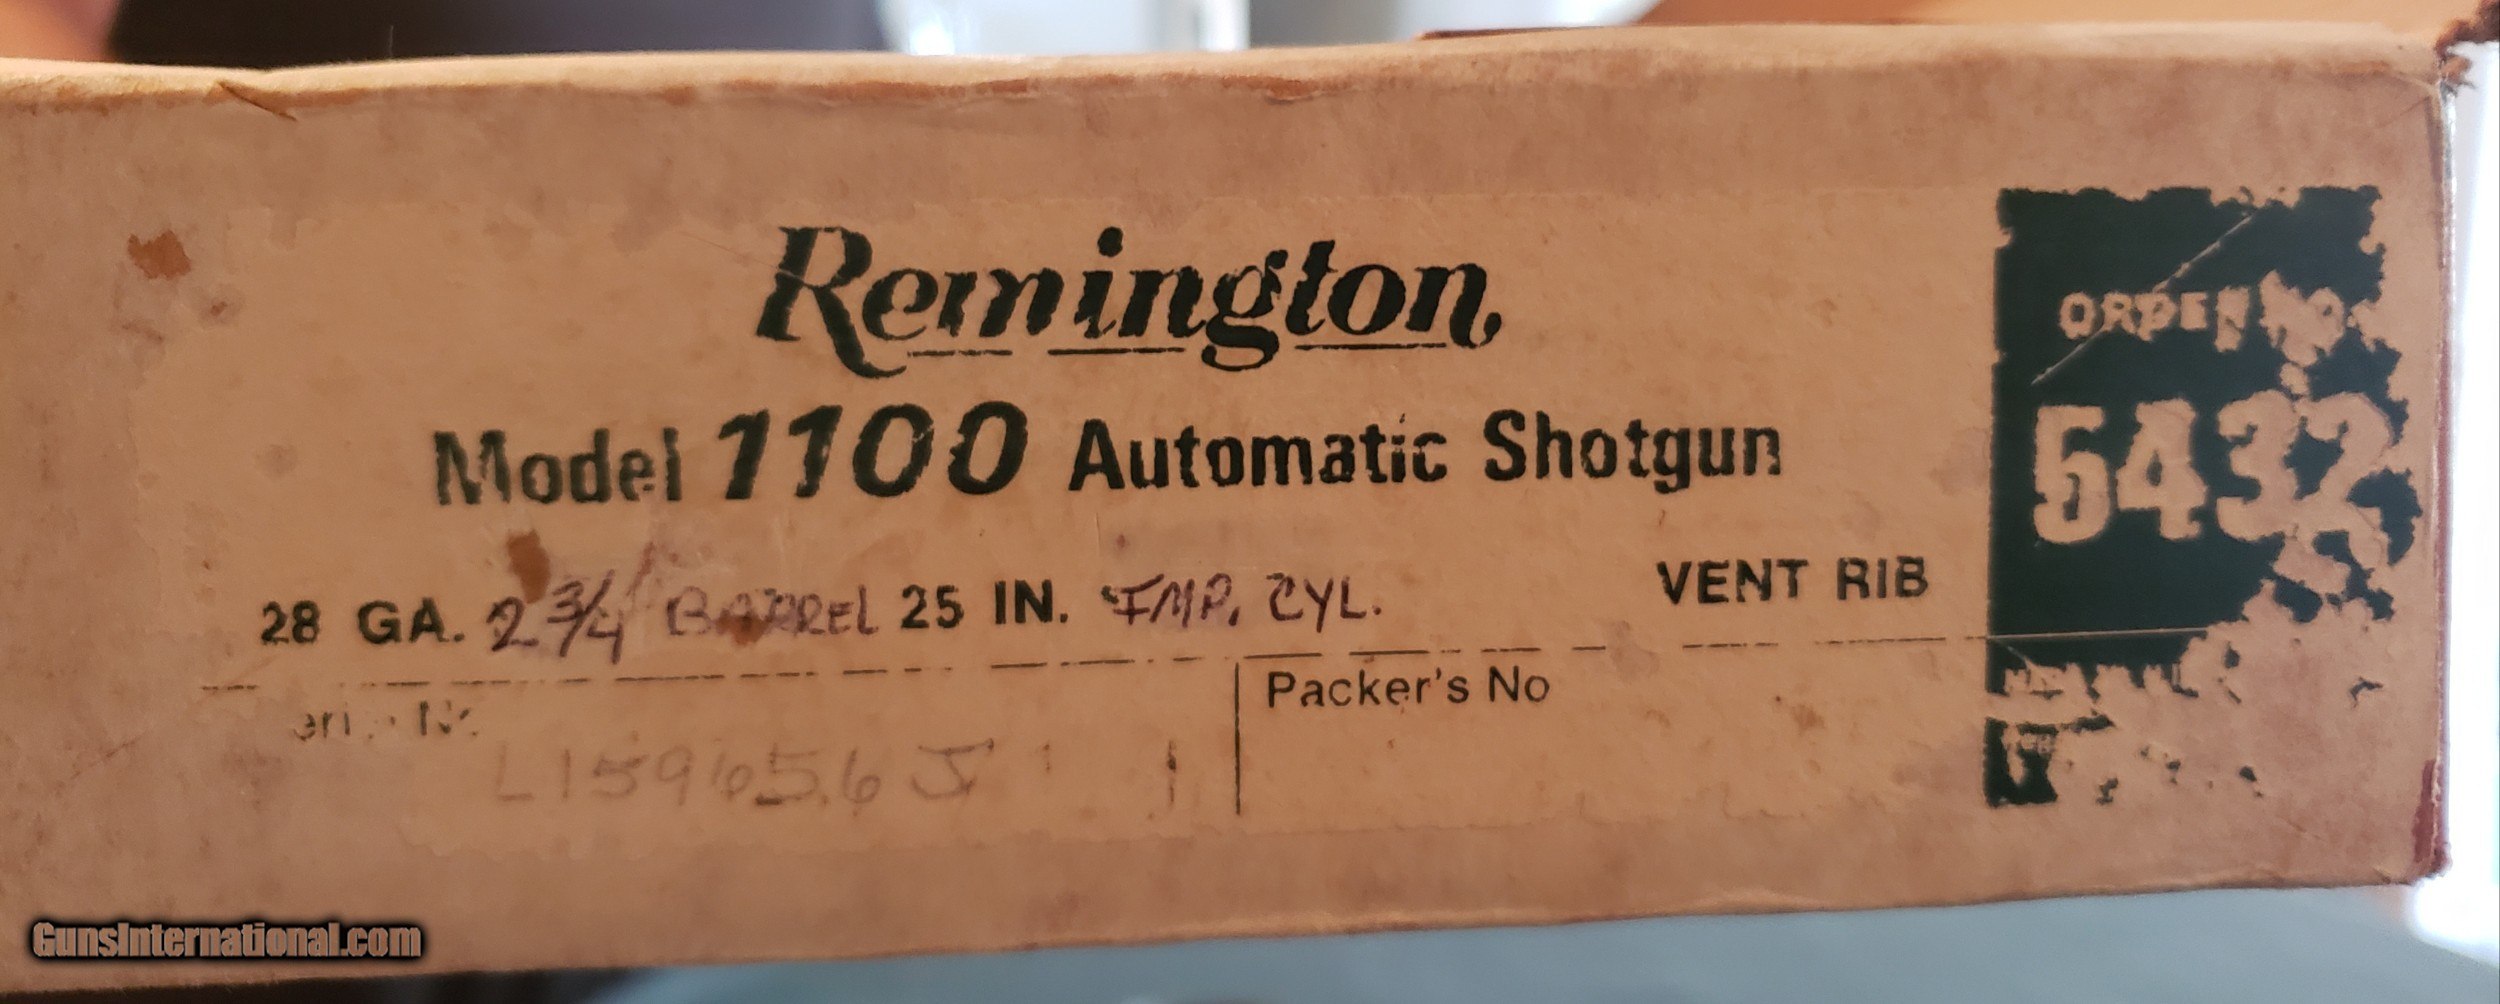 Remington
ORDER NO.
5432
Model 1100 Automatic Shotgun
28 GA. 2 3/4 BARREL 25 IN. IMP. CYL. VENT RIB
Packer's No
L159656J
GunsInternational.com